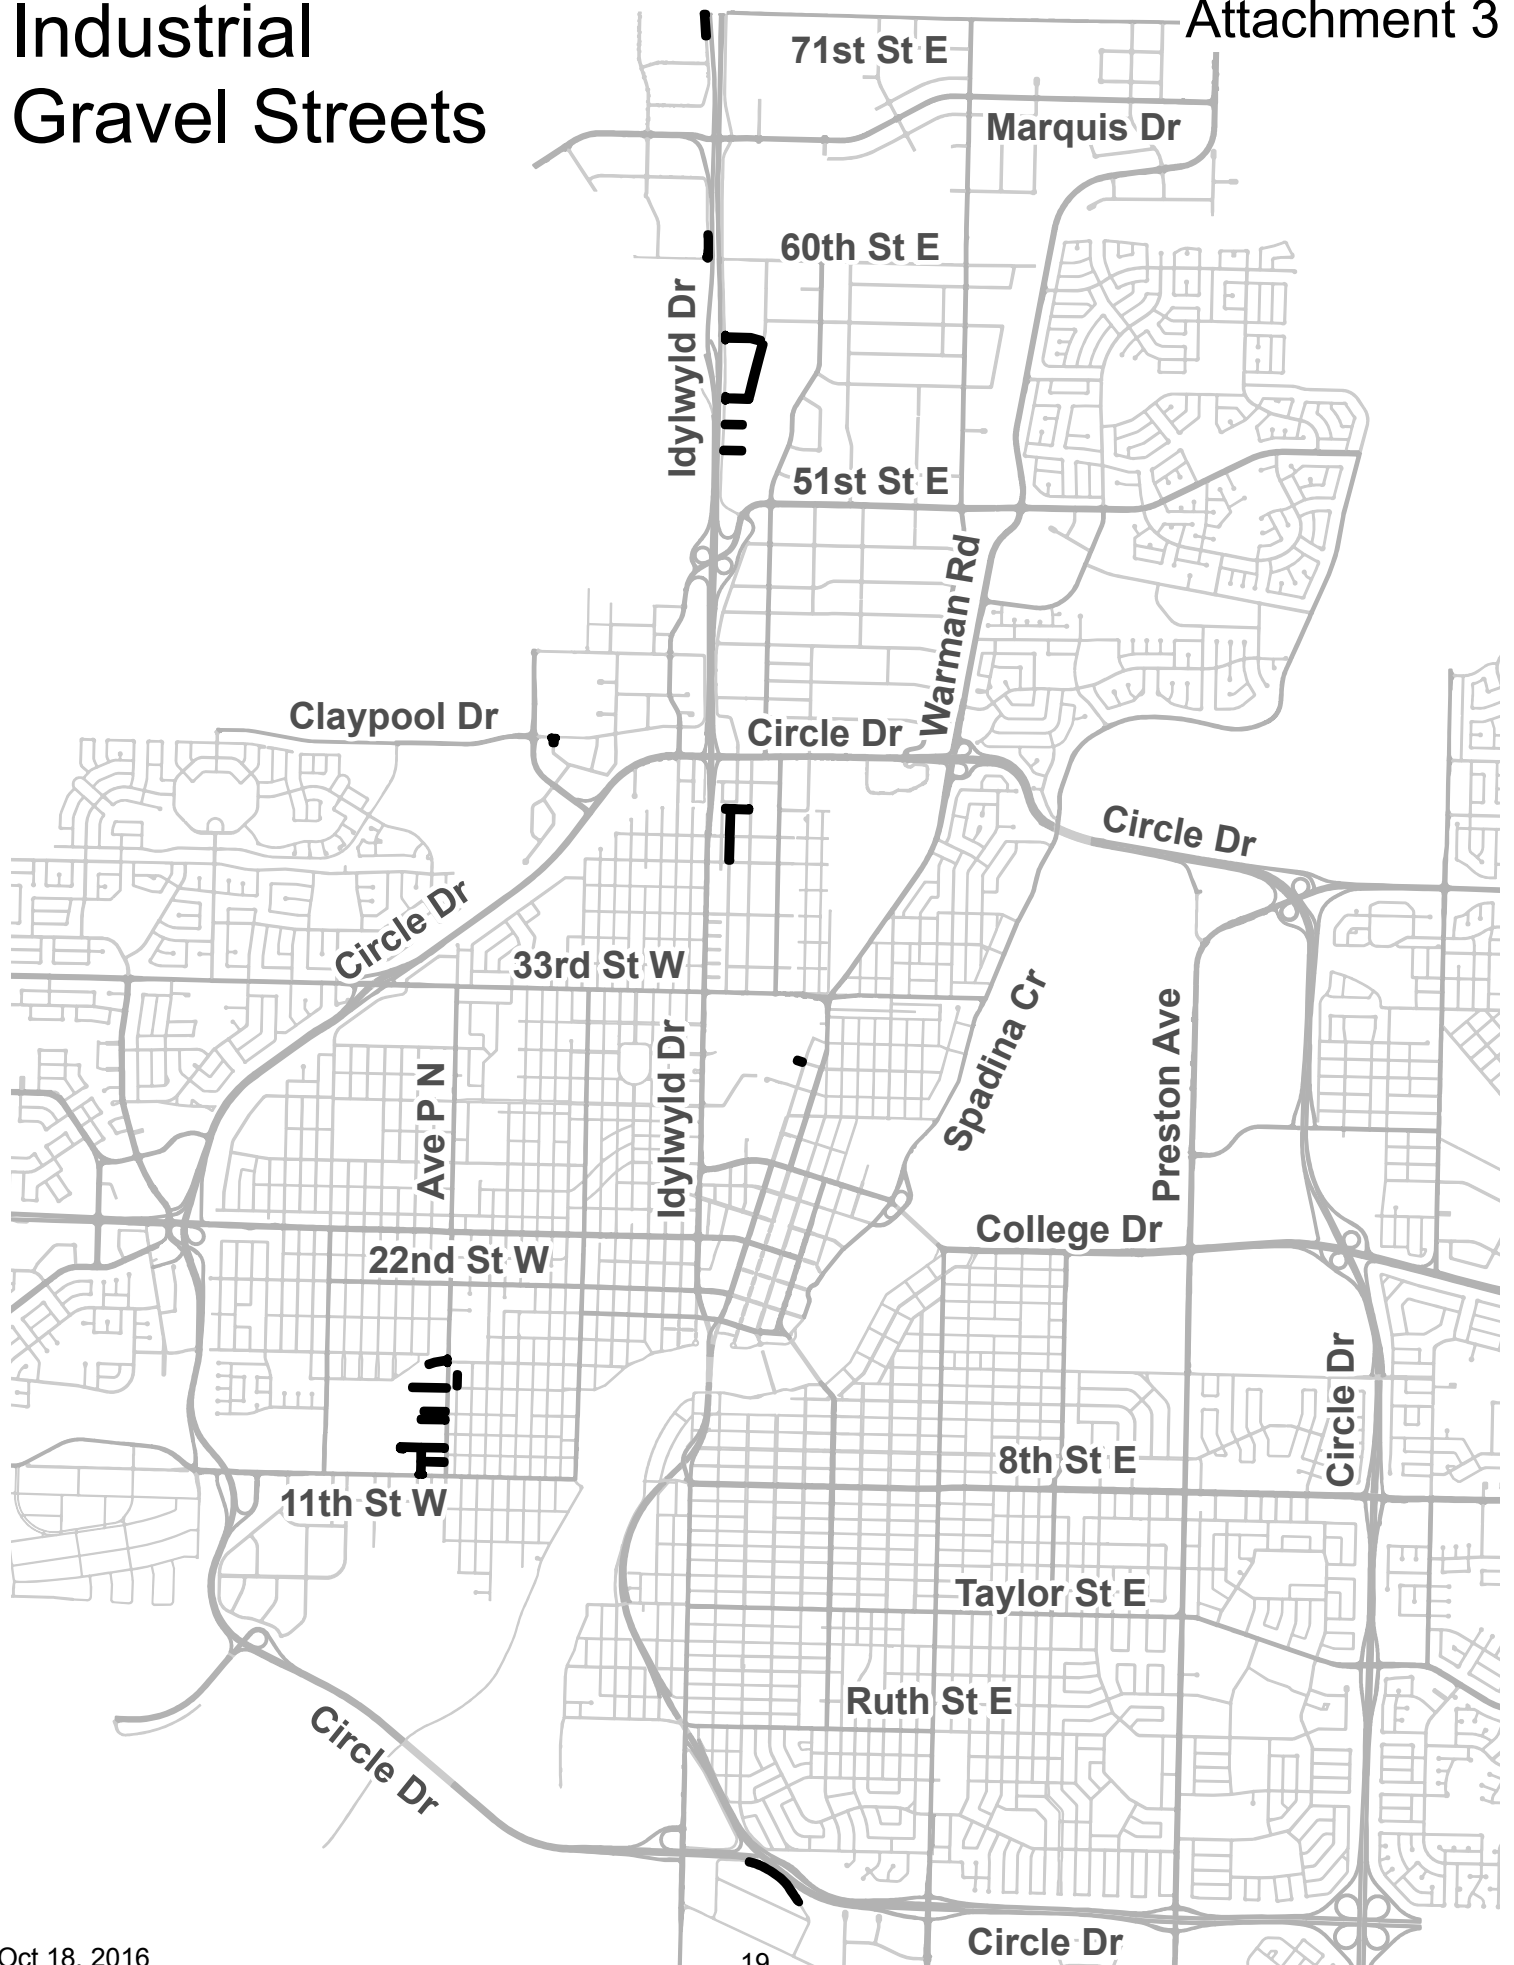 Industrial
Gravel Streets
Attachment 3
71st St E
Marquis Dr
60th St E
Idylwyld Dr
51st St E
Warman Rd
Claypool Dr
Circle Dr
Circle Dr
Circle Dr
33rd St W
Spadina Cr
Preston Ave
Idylwyld Dr
Ave P N
College Dr
22nd St W
Circle Dr
8th St E
11th St W
Taylor St E
Ruth St E
Circle Dr
Circle Dr
Oct 18, 2016
19